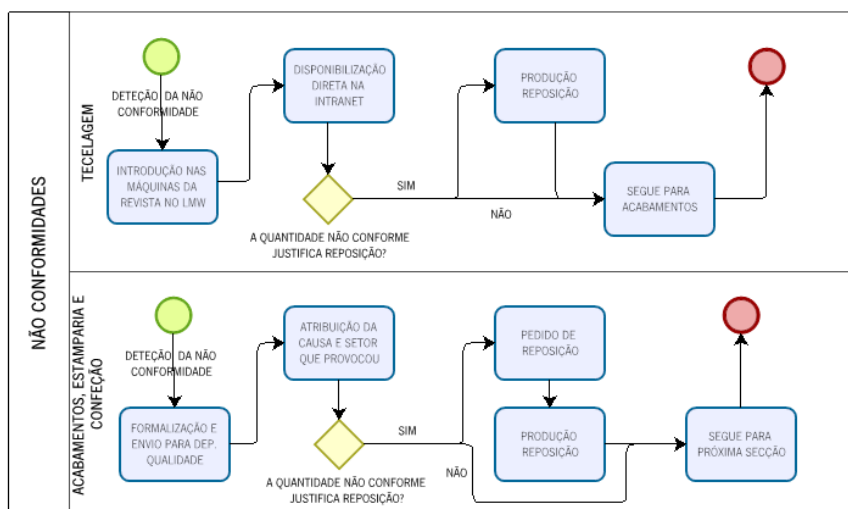 NÃO CONFORMIDADES
TECELAGEM
DETEÇÃO DA NÃO
CONFORMIDADE
INTRODUÇÃO NAS
MÁQUINAS DA
REVISTA NO LMW
DISPONIBILIZAÇÃO
DIRETA NA
INTRANET
A QUANTIDADE NÃO CONFORME
JUSTIFICA REPOSIÇÃO?
SIM
NÃO
PRODUÇÃO
REPOSIÇÃO
SEGUE PARA
ACABAMENTOS
ACABAMENTOS, ESTAMPARIA E
CONFEÇÃO
DETEÇÃO DA NÃO
CONFORMIDADE
FORMALIZAÇÃO E
ENVIO PARA DEP.
QUALIDADE
ATRIBUIÇÃO DA
CAUSA E SETOR
QUE PROVOCOU
A QUANTIDADE NÃO CONFORME
JUSTIFICA REPOSIÇÃO?
SIM
NÃO
PEDIDO DE
REPOSIÇÃO
PRODUÇÃO
REPOSIÇÃO
SEGUE PARA
PRÓXIMA SECÇÃO